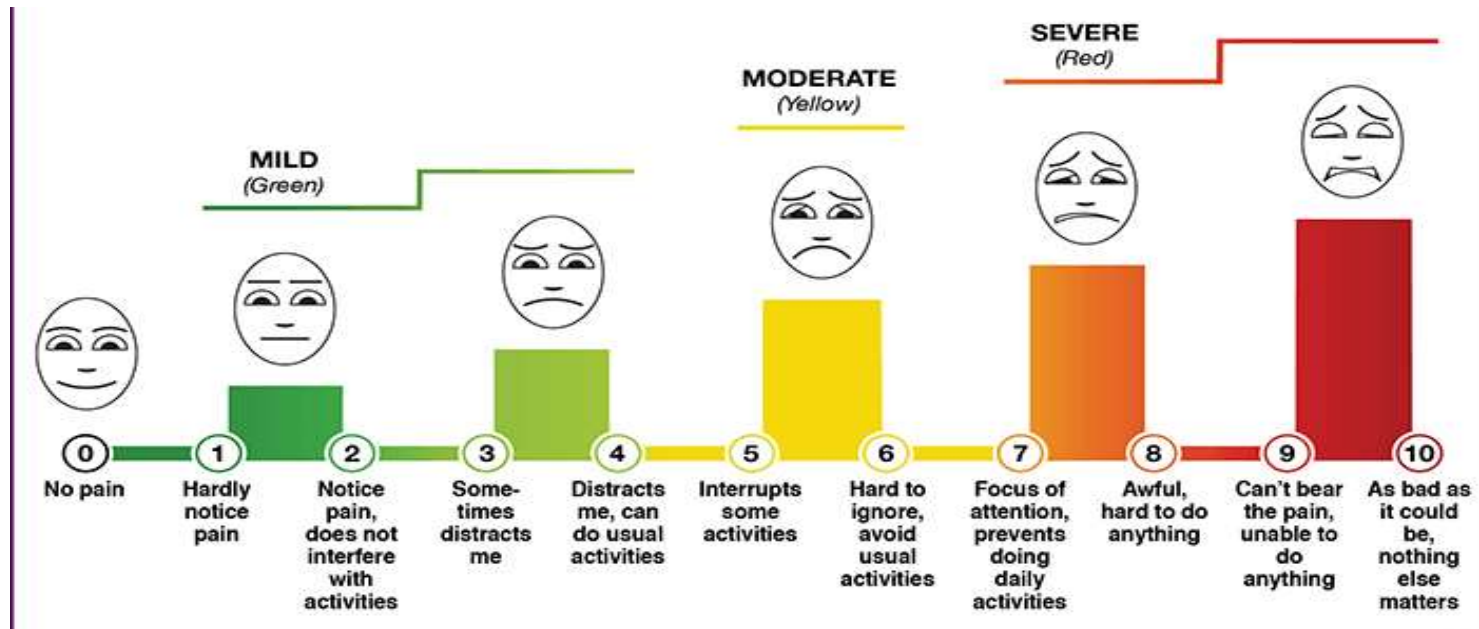 MILD
(Green)
MODERATE
(Yellow)
SEVERE
(Red)
0
No pain
1
Hardly
notice
pain
2
Notice
pain,
does not
interfere
with
activities
3
Some-
times
distracts
me
4
Distracts
me, can
do usual
activities
5
Interrupts
some
activities
6
Hard to
ignore,
avoid
usual
activities
7
Focus of
attention,
prevents
doing
daily
activities
8
Awful,
hard to do
anything
9
Can't bear
the pain,
unable to
do
anything
10
As bad as
it could
be,
nothing
else
matters